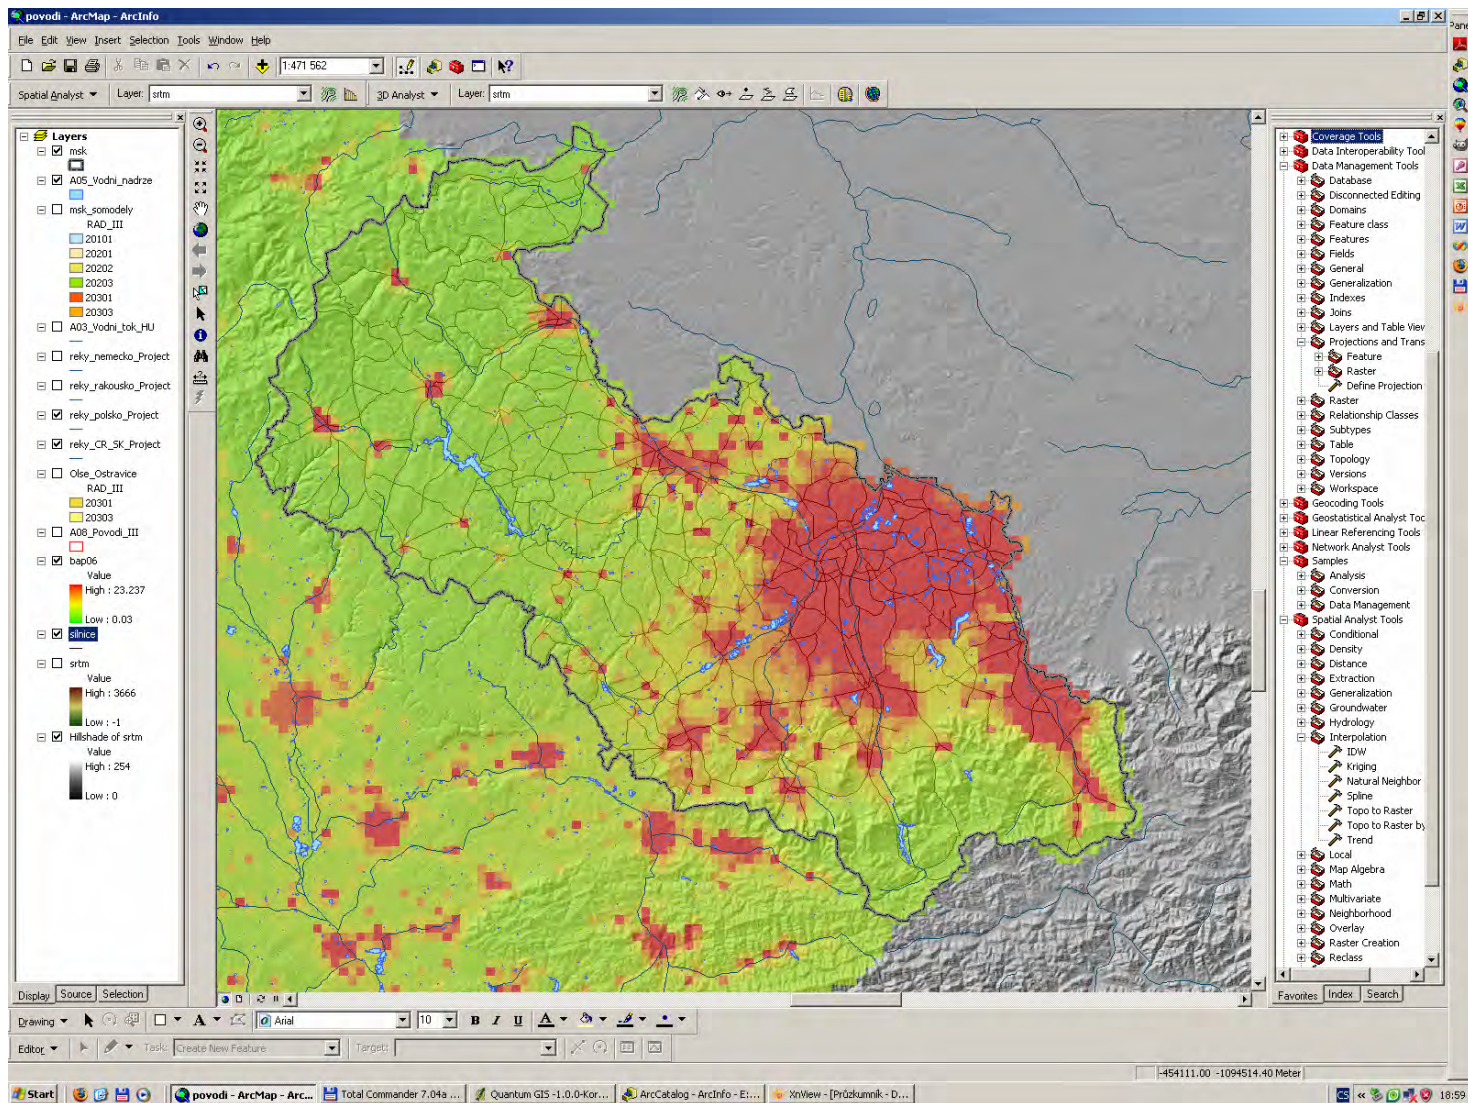 povodi - ArcMap - ArcInfo
File Edit View Insert Selection Tools Window Help
1:471 562
Spatial Analyst Layer: srtm 3D Analyst Layer: srtm
Layers
msk
A05_Vodni_nadrze
msk_somodely
RAD_III
20101
20201
20202
20203
20301
20303
A03_Vodni_tok_HU
reky_nemecko_Project
reky_rakousko_Project
reky_polsko_Project
reky_CR_SK_Project
Olse_Ostravice
RAD_III
20301
20303
A08_Povodi_III
bap06
Value
High : 23.237
Low : 0.03
silnice
srtm
Value
High : 3666
Low : -1
Hillshade of srtm
Value
High : 254
Low : 0
Display Source Selection
Coverage Tools
Data Interoperability Tool
Data Management Tools
Database
Disconnected Editing
Domains
Feature class
Features
Fields
General
Generalization
Indexes
Joins
Layers and Table View
Projections and Trans
Feature
Raster
Define Projection
Raster
Relationship Classes
Subtypes
Table
Topology
Versions
Workspace
Geocoding Tools
Geostatistical Analyst Toc
Linear Referencing Tools
Network Analyst Tools
Samples
Analysis
Conversion
Data Management
Spatial Analyst Tools
Conditional
Density
Distance
Extraction
Generalization
Groundwater
Hydrology
Interpolation
IDW
Kriging
Natural Neighbor
Spline
Topo to Raster
Topo to Raster by
Trend
Local
Map Algebra
Math
Multivariate
Neighborhood
Overlay
Raster Creation
Reclass
Favorites Index Search
Pane
Drawing A Arial 10 B I U A
Editor Task: Create New Feature Target:
-454111.00 -1094514.40 Meter
Start povodi - ArcMap - Arc... Total Commander 7.04a ... Quantum GIS -1.0.0-Kor... ArcCatalog - ArcInfo - E:... XnView - [Průzkumník - D... CS « 18:59